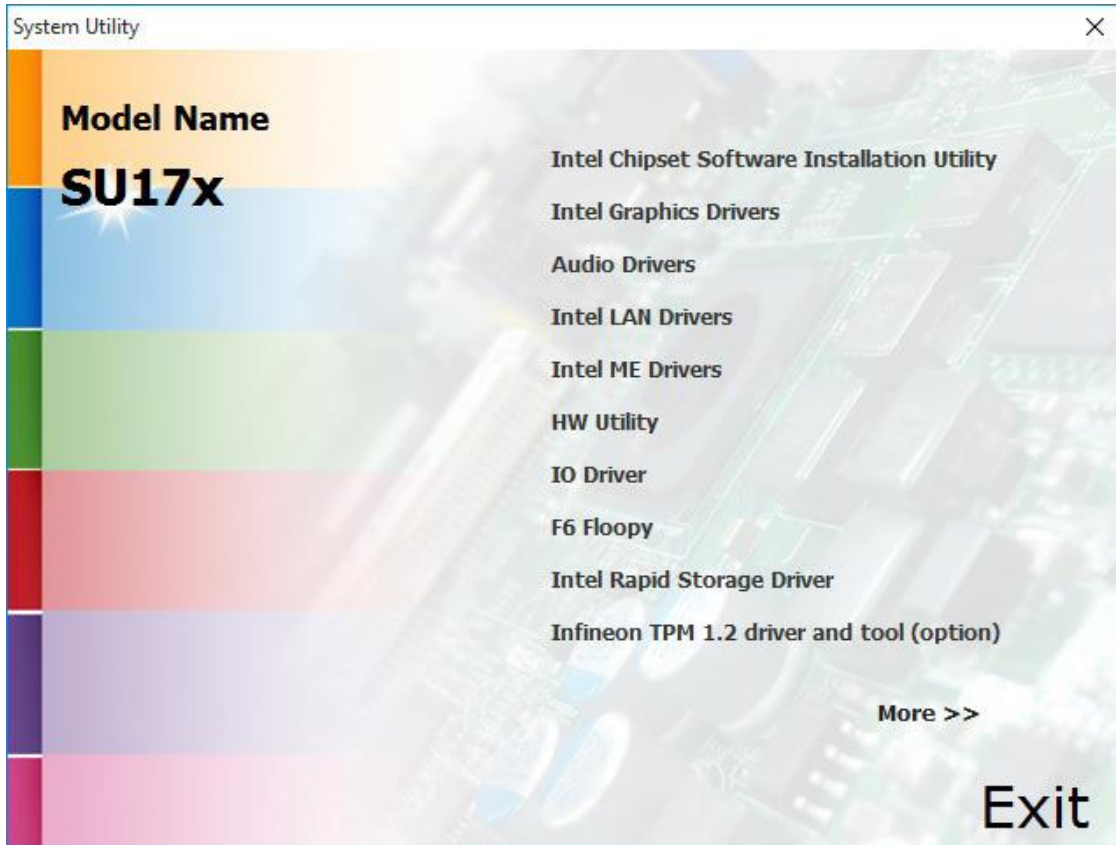 System Utility
Model Name
SU17x
Intel Chipset Software Installation Utility
Intel Graphics Drivers
Audio Drivers
Intel LAN Drivers
Intel ME Drivers
HW Utility
IO Driver
F6 Floopy
Intel Rapid Storage Driver
Infineon TPM 1.2 driver and tool (option)
More >>
Exit